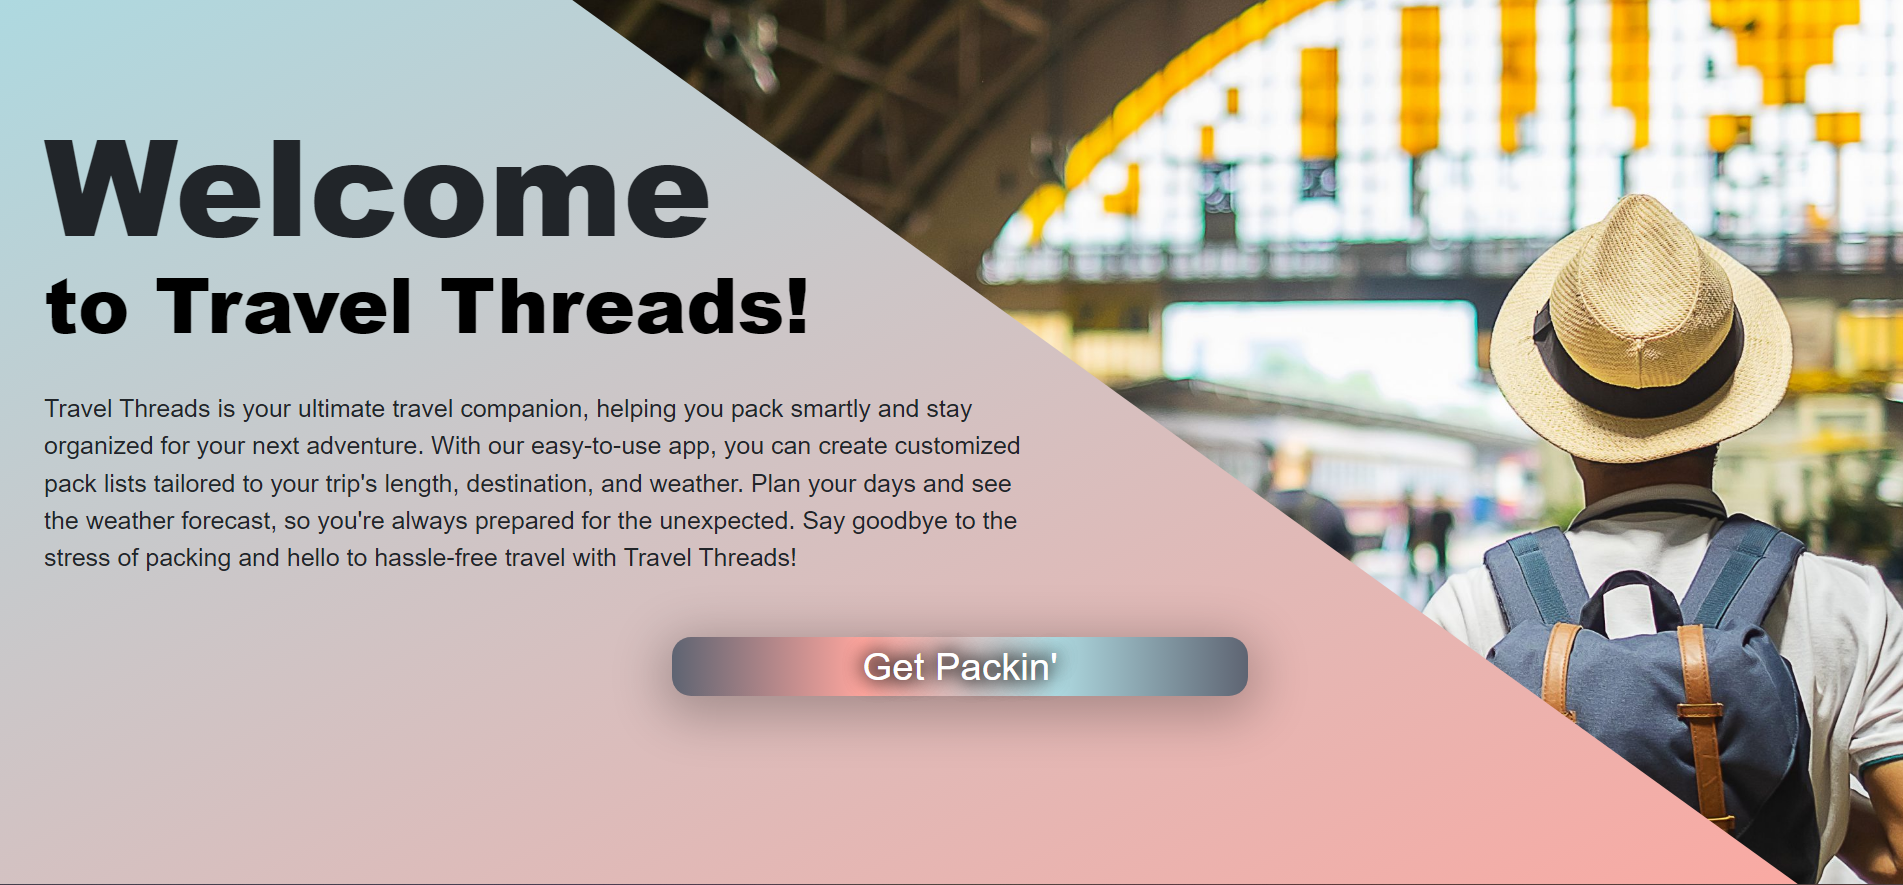 Welcome
to Travel Threads!
Travel Threads is your ultimate travel companion, helping you pack smartly and stay
organized for your next adventure. With our easy-to-use app, you can create customized
pack lists tailored to your trip's length, destination, and weather. Plan your days and see
the weather forecast, so you're always prepared for the unexpected. Say goodbye to the
stress of packing and hello to hassle-free travel with Travel Threads!
Get Packin'